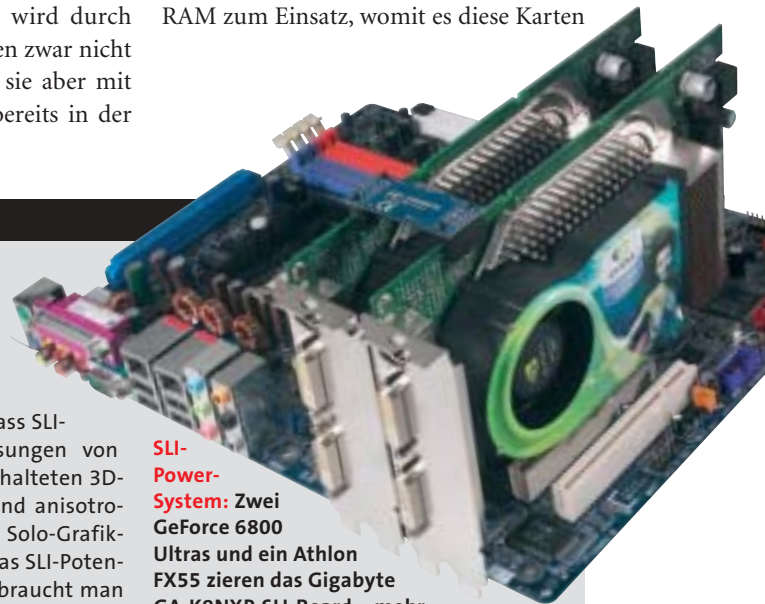 wird durch
en zwar nicht
sie aber mit
bereits in der
RAM zum Einsatz, womit es diese Karten
ass SLI-
sungen von
halteten 3D-
nd anisotro-
Solo-Grafik-
as SLI-Poten-
braucht man
SLI-
Power-
System: Zwei
GeForce 6800
Ultras und ein Athlon
FX55 zieren das Gigabyte